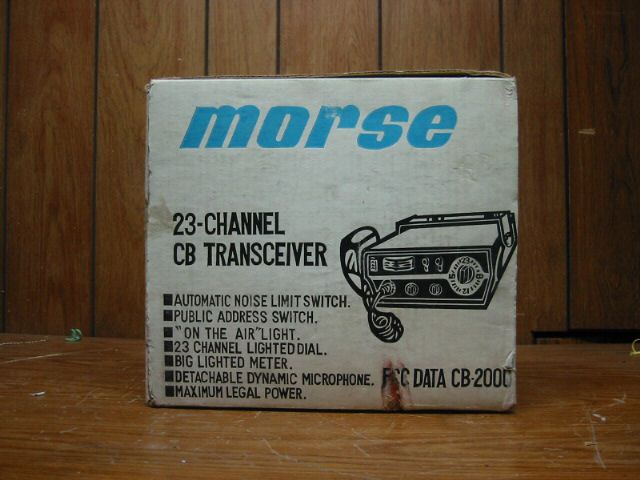 morse
23-CHANNEL
CB TRANSCEIVER
■AUTOMATIC NOISE LIMIT SWITCH.
■PUBLIC ADDRESS SWITCH.
■"ON THE AIR" LIGHT.
■23 CHANNEL LIGHTED DIAL.
■BIG LIGHTED METER.
■DETACHABLE DYNAMIC MICROPHONE. FCC DATA CB-2000
■MAXIMUM LEGAL POWER.